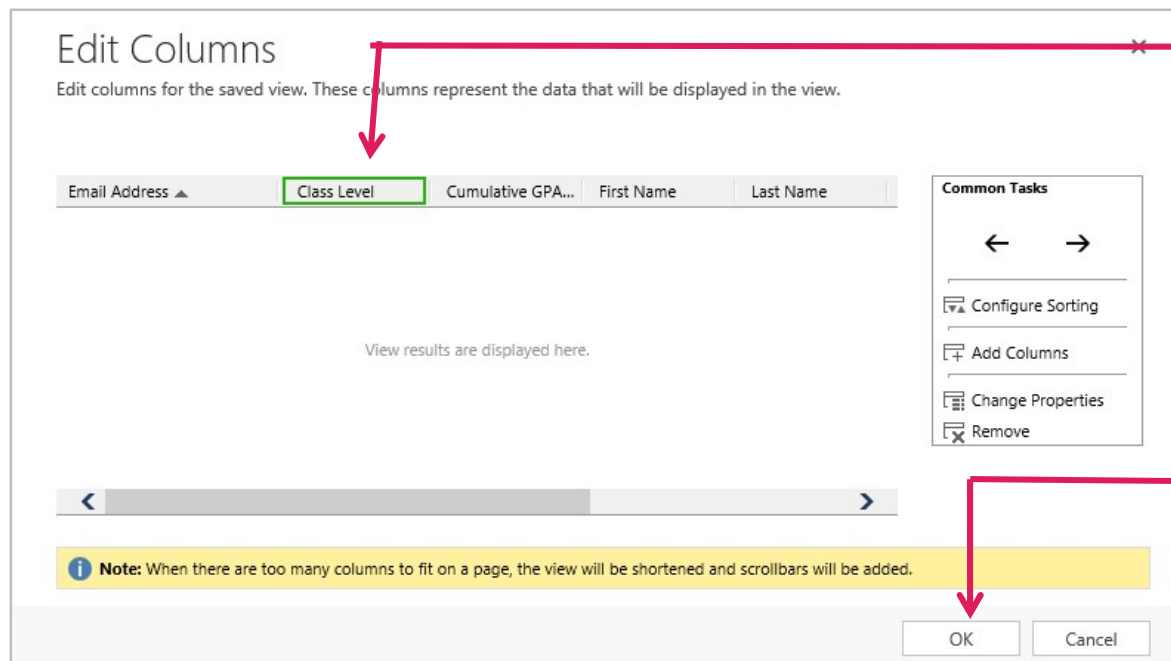 Edit Columns
Edit columns for the saved view. These columns represent the data that will be displayed in the view.
Email Address Class Level Cumulative GPA... First Name Last Name
Common Tasks
Configure Sorting
View results are displayed here.
Add Columns
Change Properties
Remove
Note: When there are too many columns to fit on a page, the view will be shortened and scrollbars will be added.
OK Cancel